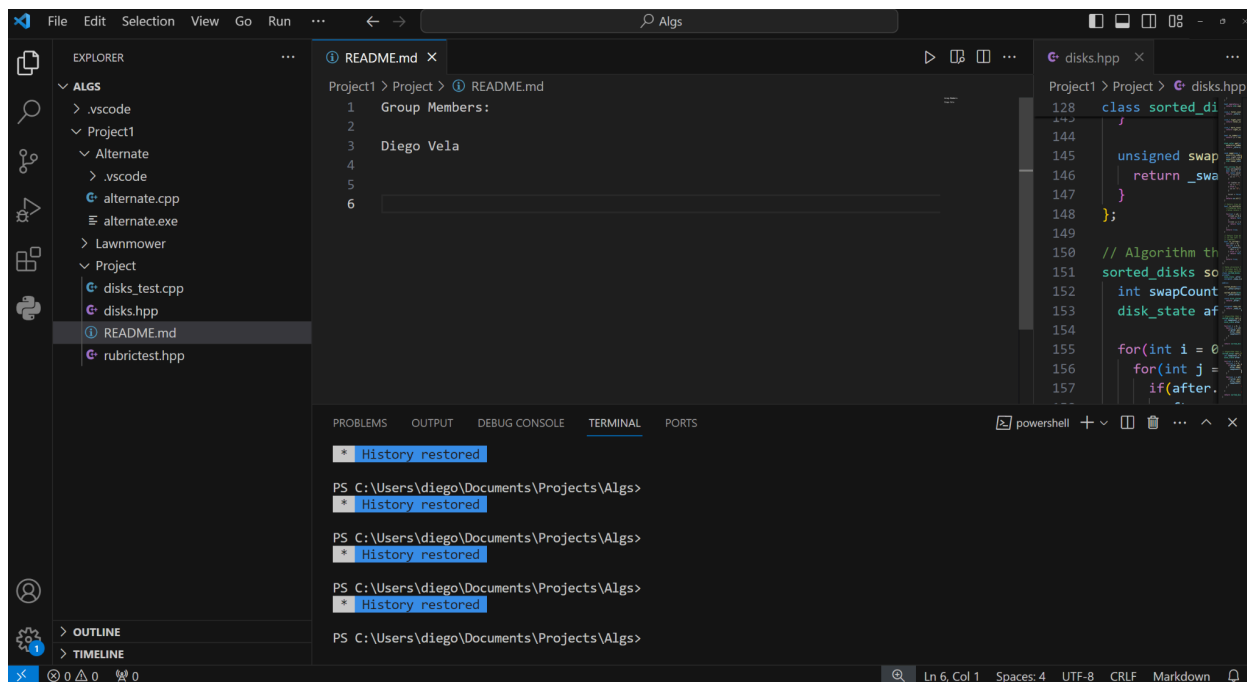 File Edit Selection View Go Run ··· ← → Algs
EXPLORER ···
ALGS
> .vscode
Project1
Alternate
> .vscode
alternate.cpp
alternate.exe
> Lawnmower
Project
disks_test.cpp
disks.hpp
README.md
rubrictest.hpp
> OUTLINE
> TIMELINE
README.md ×
Project1 > Project > README.md
1 Group Members:
2
3 Diego Vela
4
5
6
disks.hpp × ···
Project1 > Project > disks.hpp
128 class sorted_di
143 }
144
145 unsigned swap
146 return _swa
147 }
148 };
149
150 // Algorithm th
151 sorted_disks so
152 int swapCount
153 disk_state af
154
155 for(int i = 0
156 for(int j =
157 if(after.
PROBLEMS OUTPUT DEBUG CONSOLE TERMINAL PORTS powershell
* History restored
PS C:\Users\diego\Documents\Projects\Algs>
* History restored
PS C:\Users\diego\Documents\Projects\Algs>
* History restored
PS C:\Users\diego\Documents\Projects\Algs>
* History restored
PS C:\Users\diego\Documents\Projects\Algs>
1
0 0 0 Ln 6, Col 1 Spaces: 4 UTF-8 CRLF Markdown